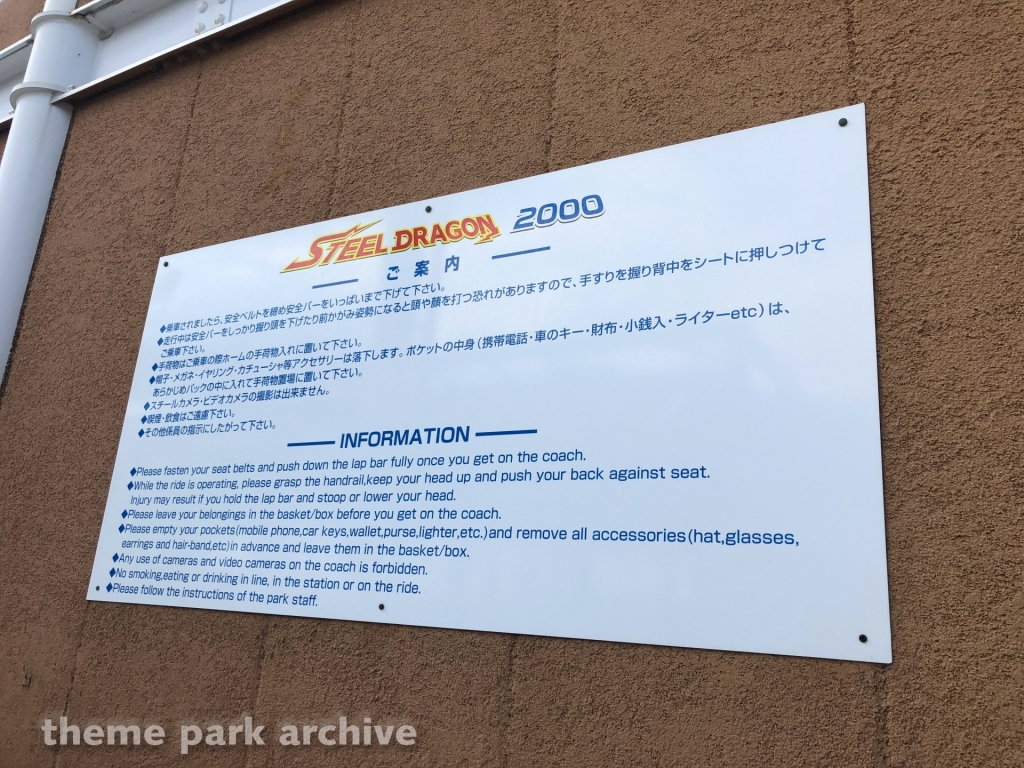 STEEL DRAGON 2000
ご案内
◆乗車されましたら、安全ベルトを締め安全バーをいっぱいまで下げて下さい。
◆走行中は安全バーをしっかり握り頭を下げたり前かがみ姿勢になると頭や顔を打つ恐れがありますので、手すりを握り背中をシートに押しつけて
ご乗車下さい。
◆手荷物はご乗車の際ホームの手荷物入れに置いて下さい。
◆帽子・メガネ・イヤリング・カチューシャ等アクセサリーは落下します。ポケットの中身(携帯電話・車のキー・財布・小銭入・ライターetc)は、
あらかじめバックの中に入れて手荷物置場に置いて下さい。
◆スチールカメラ・ビデオカメラの撮影は出来ません。
◆喫煙・飲食はご遠慮下さい。
◆その他係員の指示にしたがって下さい。
INFORMATION
◆Please fasten your seat belts and push down the lap bar fully once you get on the coach.
◆While the ride is operating, please grasp the handrail,keep your head up and push your back against seat.
Injury may result if you hold the lap bar and stoop or lower your head.
◆Please leave your belongings in the basket/box before you get on the coach.
◆Please empty your pockets(mobile phone,car keys,wallet,purse,lighter,etc.)and remove all accessories(hat,glasses,
earrings and hair-band,etc)in advance and leave them in the basket/box.
◆Any use of cameras and video cameras on the coach is forbidden.
◆No smoking,eating or drinking in line, in the station or on the ride.
◆Please follow the instructions of the park staff.
theme park archive